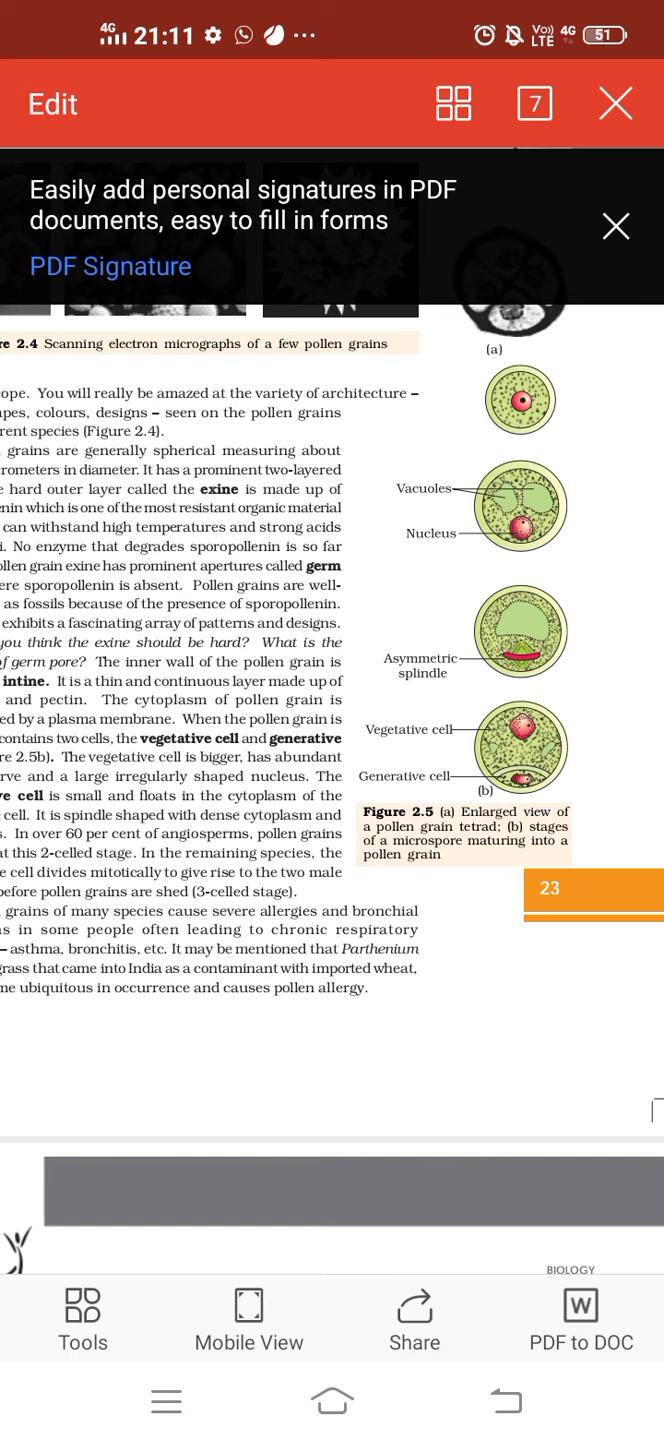 4G 21:11 ... Vo) LTE 4G 51
Edit
7
Easily add personal signatures in PDF
documents, easy to fill in forms
PDF Signature
re 2.4 Scanning electron micrographs of a few pollen grains
(a)
ope. You will really be amazed at the variety of architecture –
apes, colours, designs – seen on the pollen grains
rent species (Figure 2.4).
grains are generally spherical measuring about
rometers in diameter. It has a prominent two-layered
e hard outer layer called the exine is made up of
enin which is one of the most resistant organic material
can withstand high temperatures and strong acids
i. No enzyme that degrades sporopollenin is so far
ollen grain exine has prominent apertures called germ
ere sporopollenin is absent. Pollen grains are well-
as fossils because of the presence of sporopollenin.
exhibits a fascinating array of patterns and designs.
you think the exine should be hard? What is the
of germ pore? The inner wall of the pollen grain is
intine. It is a thin and continuous layer made up of
and pectin. The cytoplasm of pollen grain is
ed by a plasma membrane. When the pollen grain is
contains two cells, the vegetative cell and generative
re 2.5b). The vegetative cell is bigger, has abundant
rve and a large irregularly shaped nucleus. The
ve cell is small and floats in the cytoplasm of the
cell. It is spindle shaped with dense cytoplasm and
s. In over 60 per cent of angiosperms, pollen grains
at this 2-celled stage. In the remaining species, the
e cell divides mitotically to give rise to the two male
before pollen grains are shed (3-celled stage).
grains of many species cause severe allergies and bronchial
ns in some people often leading to chronic respiratory
– asthma, bronchitis, etc. It may be mentioned that Parthenium
grass that came into India as a contaminant with imported wheat,
me ubiquitous in occurrence and causes pollen allergy.
Vacuoles
Nucleus
Asymmetric
spindle
Vegetative cell
Generative cell
(b)
Figure 2.5 (a) Enlarged view of
a pollen grain tetrad; (b) stages
of a microspore maturing into a
pollen grain
23
BIOLOGY
W
Tools Mobile View Share PDF to DOC